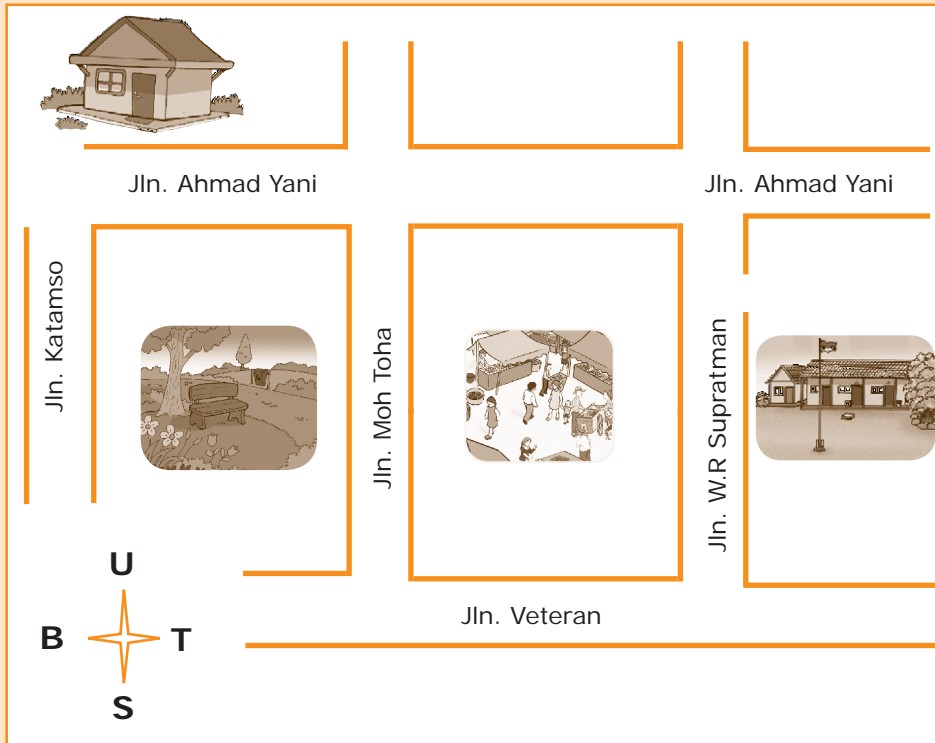 Jln. Ahmad Yani
Jln. Ahmad Yani
Jln. Katamso
Jln. Moh Toha
Jln. W.R Supratman
U
B
T
S
Jln. Veteran